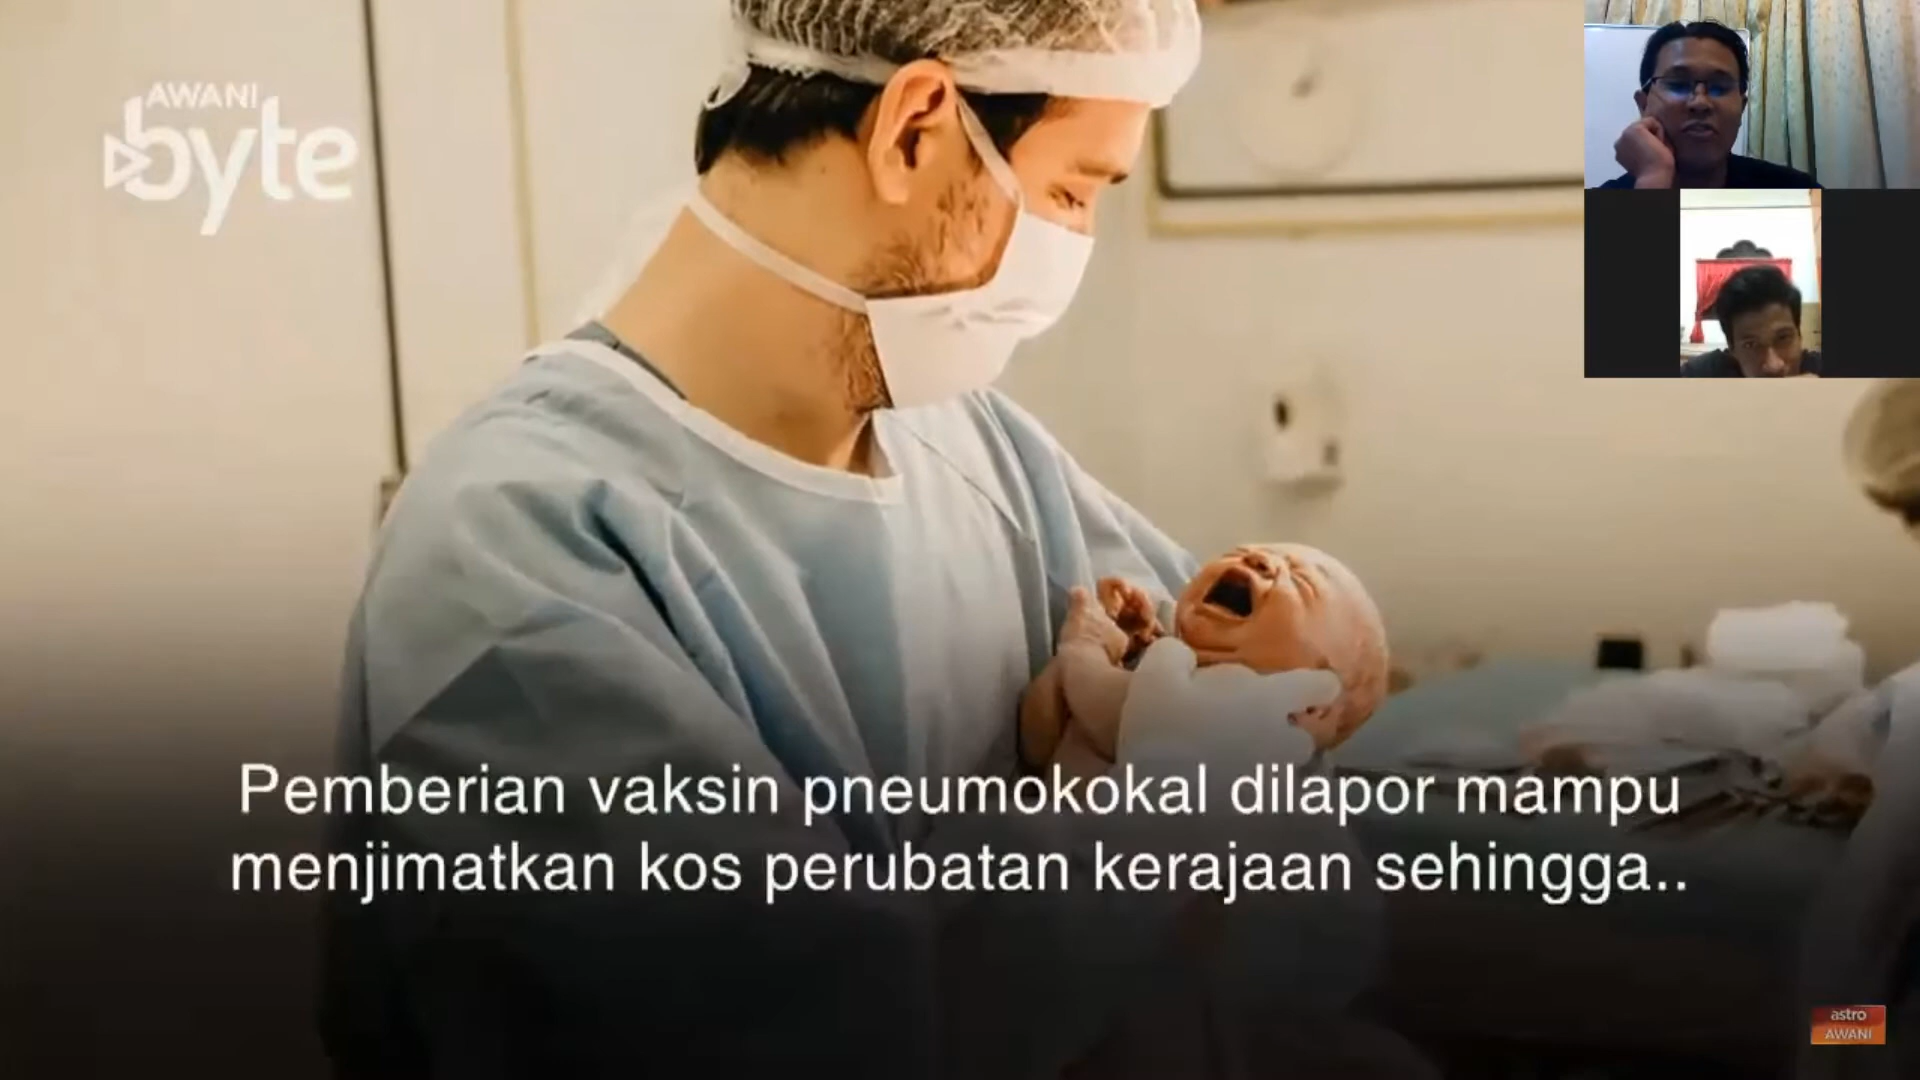 AWANI
byte
Pemberian vaksin pneumokokal dilapor mampu
menjimatkan kos perubatan kerajaan sehingga..
astro
AWANI